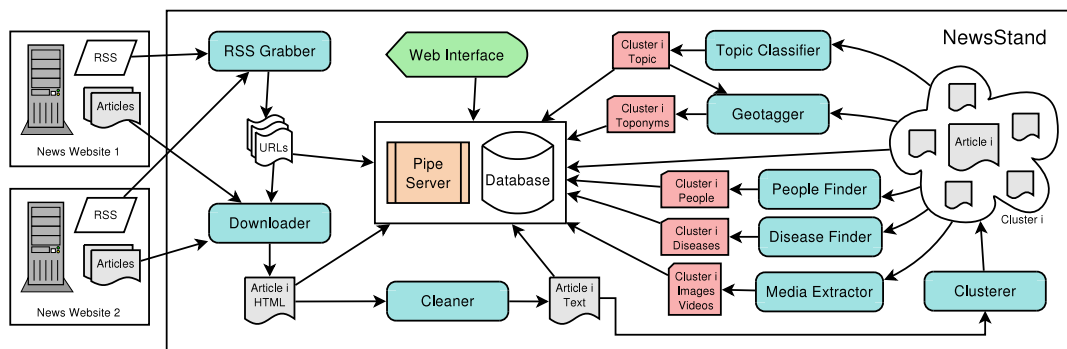 NewsStand
RSS
Articles
News Website 1
RSS
Articles
News Website 2
RSS Grabber
URLs
Downloader
Article i
HTML
Cleaner
Article i
Text
Web Interface
Pipe
Server
Database
Cluster i
Topic
Topic Classifier
Cluster i
Toponyms
Geotagger
Cluster i
People
People Finder
Cluster i
Diseases
Disease Finder
Cluster i
Images
Videos
Media Extractor
Article i
Cluster i
Clusterer